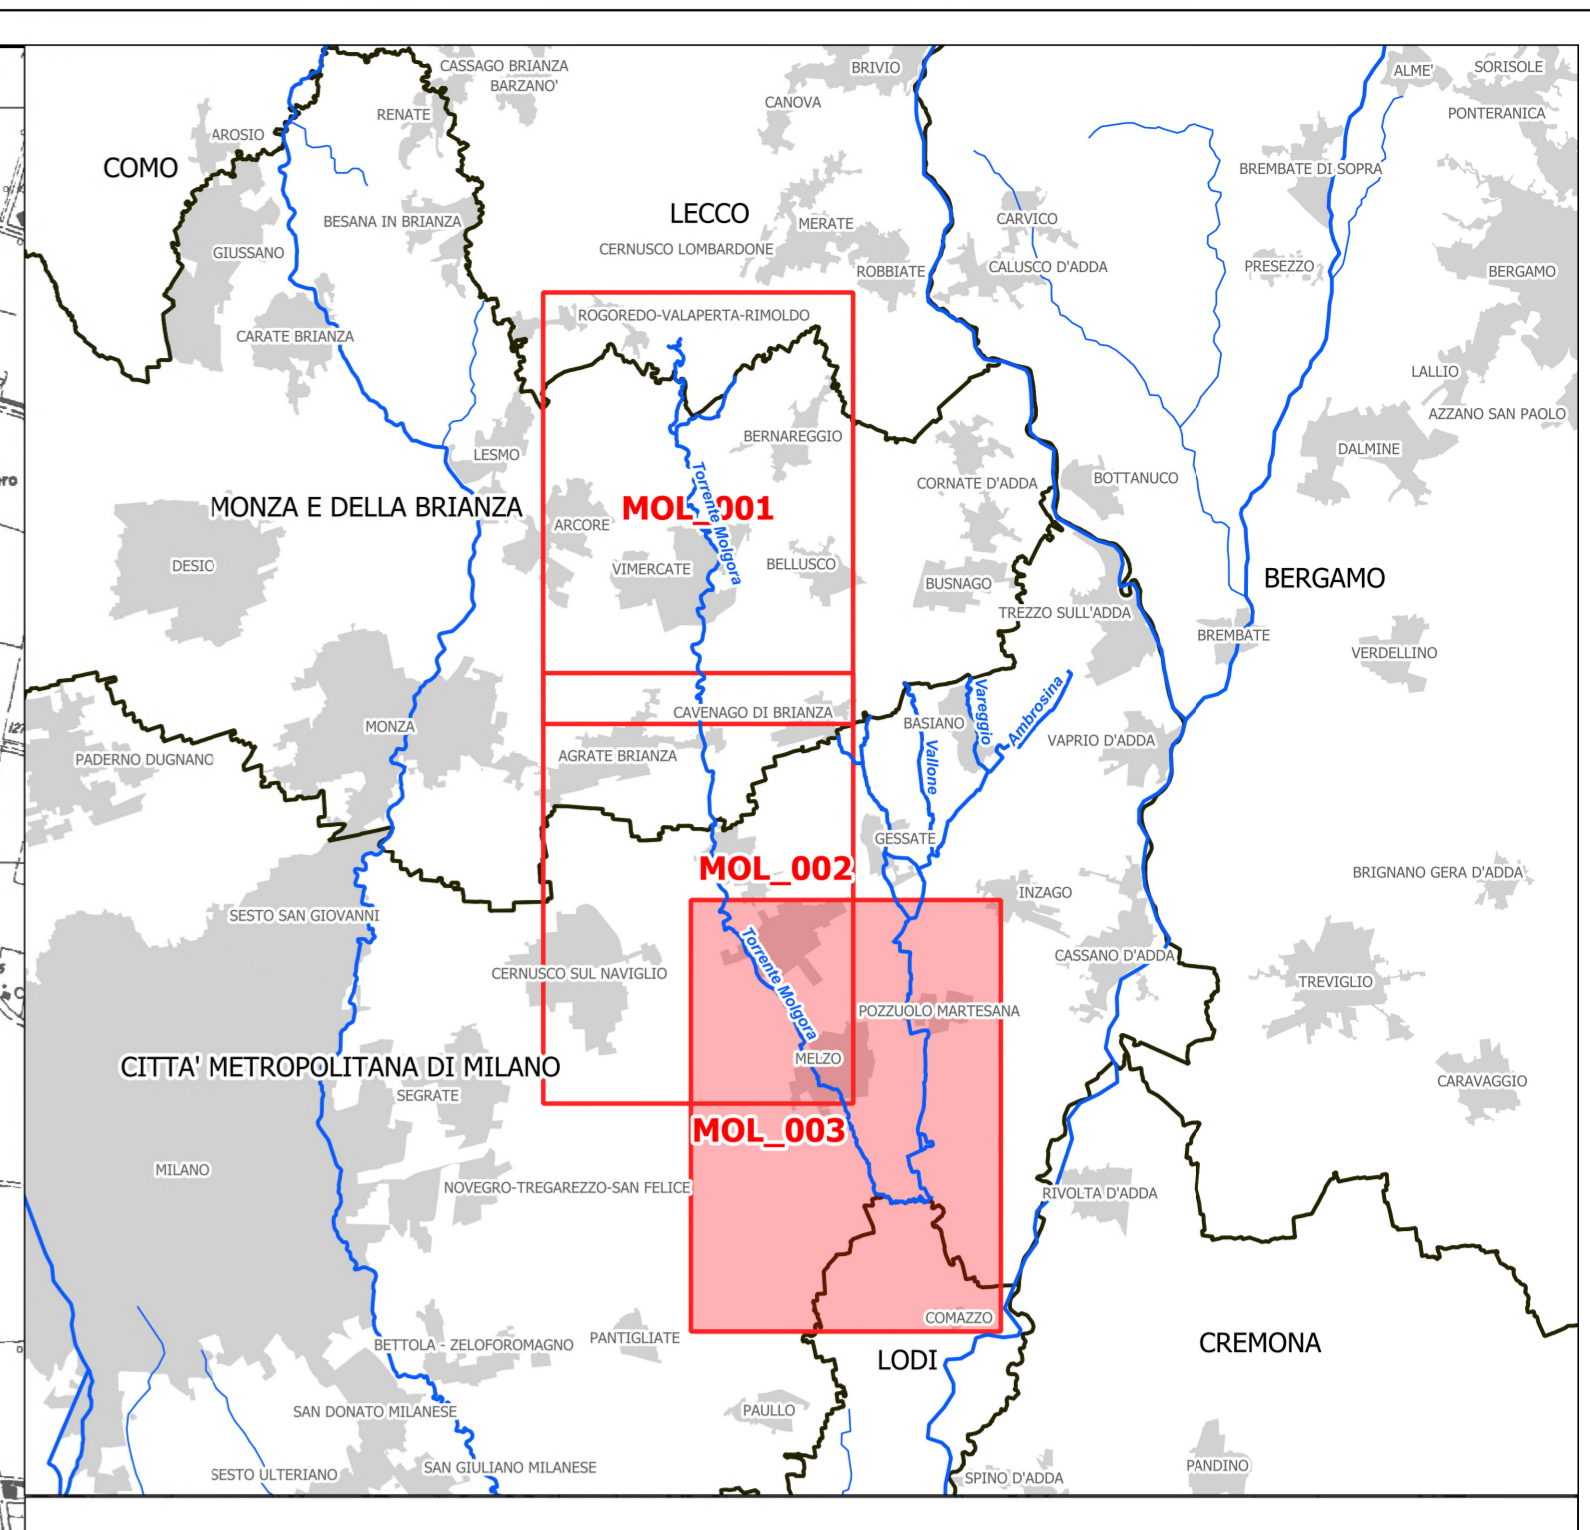 CASSAGO BRIANZA
BARZANO'
BRIVIO
ALME'
SORISOLE
CANOVA
PONTERANICA
RENATE
AROSIO
COMO
BREMBATE DI SOPRA
LECCO
BESANA IN BRIANZA
MERATE
CARVICO
GIUSSANO
CERNUSCO LOMBARDONE
ROBBIATE
CALUSCO D'ADDA
PRESEZZO
BERGAMO
ROGOREDO-VALAPERTA-RIMOLDO
CARATE BRIANZA
LALLIO
AZZANO SAN PAOLO
BERNAREGGIO
DALMINE
LESMO
CORNATE D'ADDA
BOTTANUCO
MONZA E DELLA BRIANZA
MOL_001
Torrente Molgora
ARCORE
DESIO
VIMERCATE
BELLUSCO
BUSNAGO
BERGAMO
TREZZO SULL'ADDA
BREMBATE
VERDELLINO
CAVENAGO DI BRIANZA
BASIANO
Vareggio
Ambrosina
Vallone
MONZA
VAPRIO D'ADDA
PADERNO DUGNANO
AGRATE BRIANZA
GESSATE
MOL_002
INZAGO
BRIGNANO GERA D'ADDA
SESTO SAN GIOVANNI
CERNUSCO SUL NAVIGLIO
Torrente Molgora
CASSANO D'ADDA
TREVIGLIO
POZZUOLO MARTESANA
MELZO
CITTA' METROPOLITANA DI MILANO
SEGRATE
CARAVAGGIO
MOL_003
MILANO
NOVEGRO-TREGAREZZO-SAN FELICE
RIVOLTA D'ADDA
COMAZZO
PANTIGLIATE
BETTOLA - ZELOFOROMAGNO
CREMONA
LODI
SAN DONATO MILANESE
PAULLO
SESTO ULTERIANO
SAN GIULIANO MILANESE
SPINO D'ADDA
PANDINO